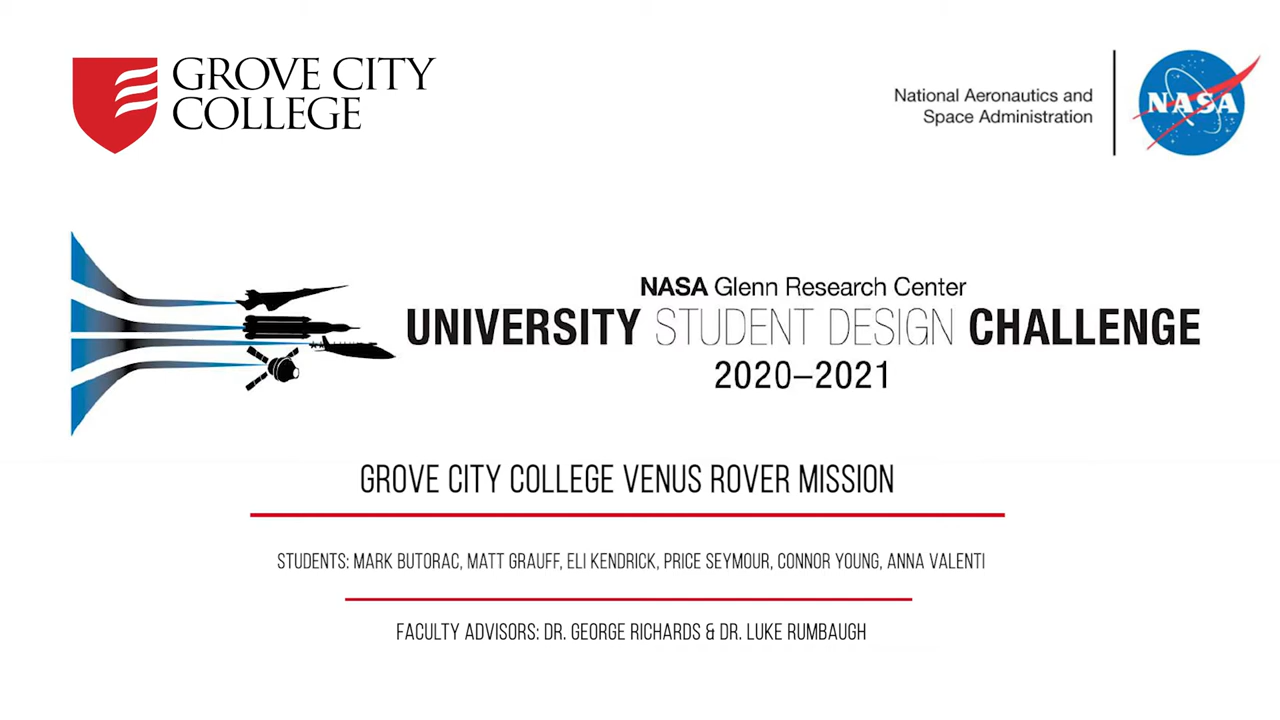 GROVE CITY
COLLEGE
National Aeronautics and
Space Administration
NASA
NASA Glenn Research Center
UNIVERSITY STUDENT DESIGN CHALLENGE
2020–2021
GROVE CITY COLLEGE VENUS ROVER MISSION
STUDENTS: MARK BUTORAC, MATT GRAUFF, ELI KENDRICK, PRICE SEYMOUR, CONNOR YOUNG, ANNA VALENTI
FACULTY ADVISORS: DR. GEORGE RICHARDS & DR. LUKE RUMBAUGH